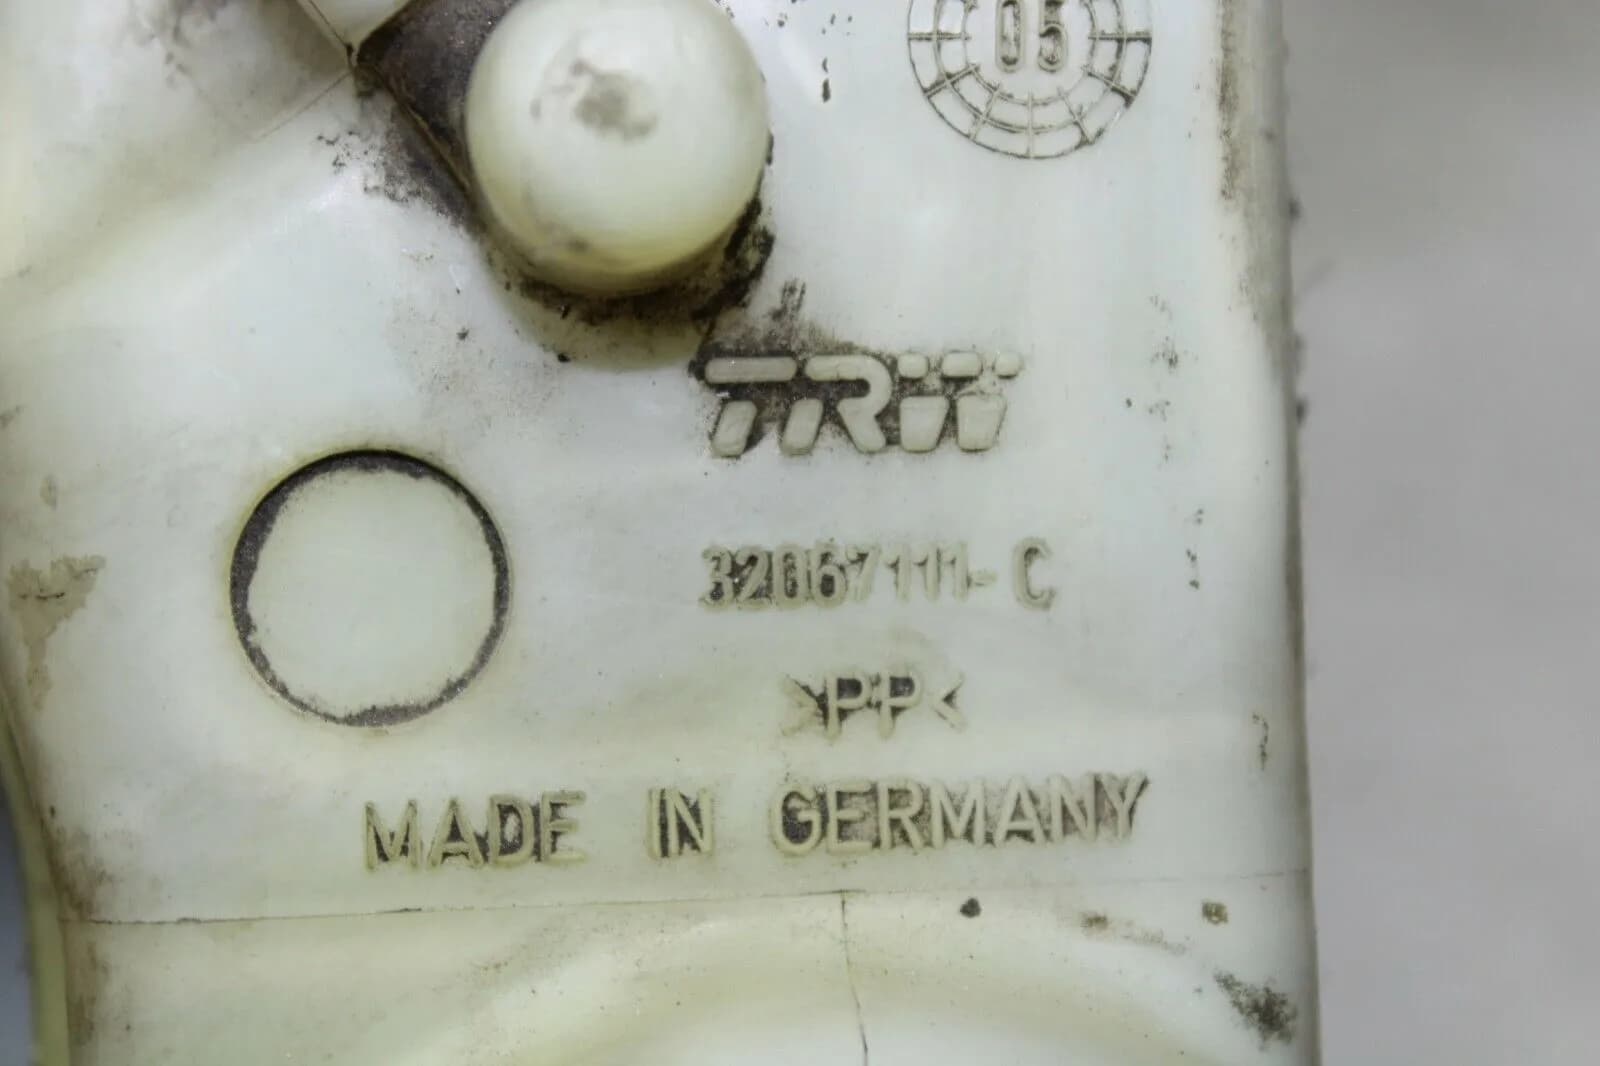 05
TRW
32067111-C
>PP<
MADE IN GERMANY